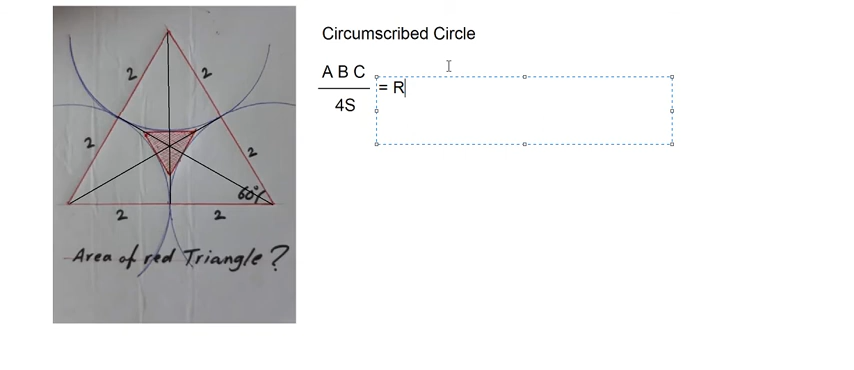 2 2
2 2
60°
2 2
Area of red Triangle?
Circumscribed Circle
A B C
4S
= R